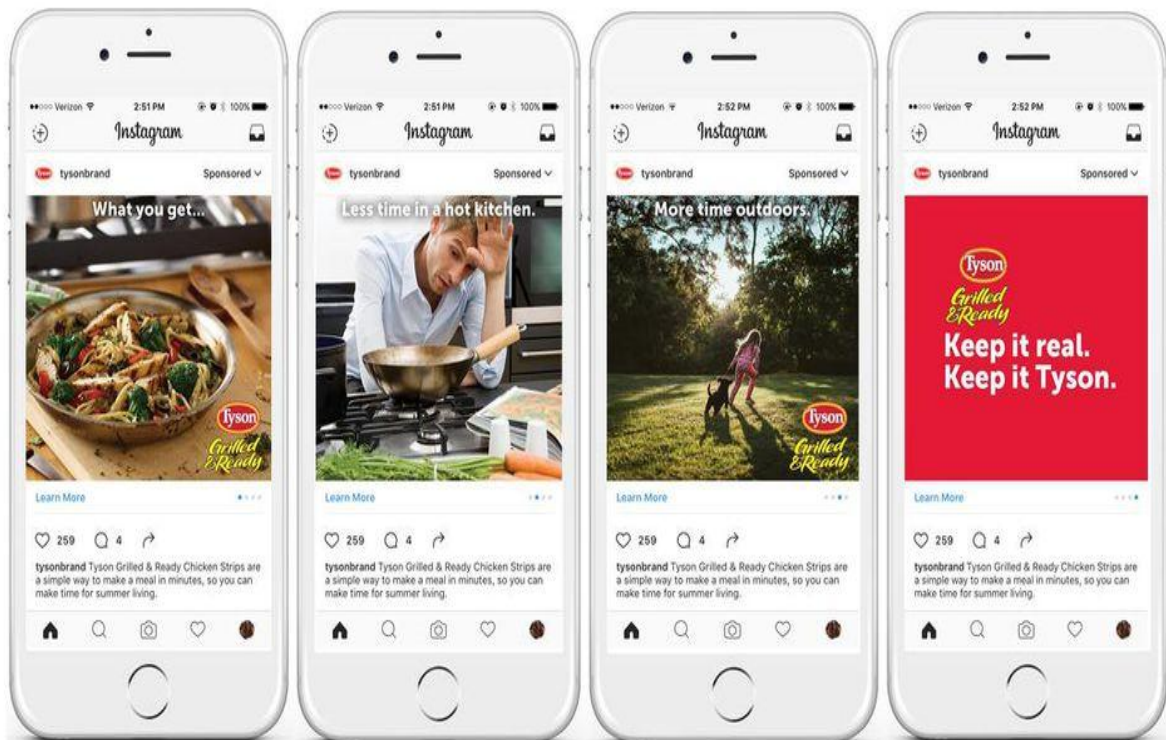 Verizon 2:51 PM 100%
Instagram
tysonbrand Sponsored
What you get...
Tyson
Grilled
&Ready
Learn More
259 4
tysonbrand Tyson Grilled & Ready Chicken Strips are
a simple way to make a meal in minutes, so you can
make time for summer living.
Verizon 2:51 PM 100%
Instagram
tysonbrand Sponsored
Less time in a hot kitchen.
Learn More
259 4
tysonbrand Tyson Grilled & Ready Chicken Strips are
a simple way to make a meal in minutes, so you can
make time for summer living.
Verizon 2:52 PM 100%
Instagram
tysonbrand Sponsored
More time outdoors.
Tyson
Grilled
&Ready
Learn More
259 4
tysonbrand Tyson Grilled & Ready Chicken Strips are
a simple way to make a meal in minutes, so you can
make time for summer living.
Verizon 2:52 PM 100%
Instagram
tysonbrand Sponsored
Tyson
Grilled
&Ready
Keep it real.
Keep it Tyson.
Learn More
259 4
tysonbrand Tyson Grilled & Ready Chicken Strips are
a simple way to make a meal in minutes, so you can
make time for summer living.